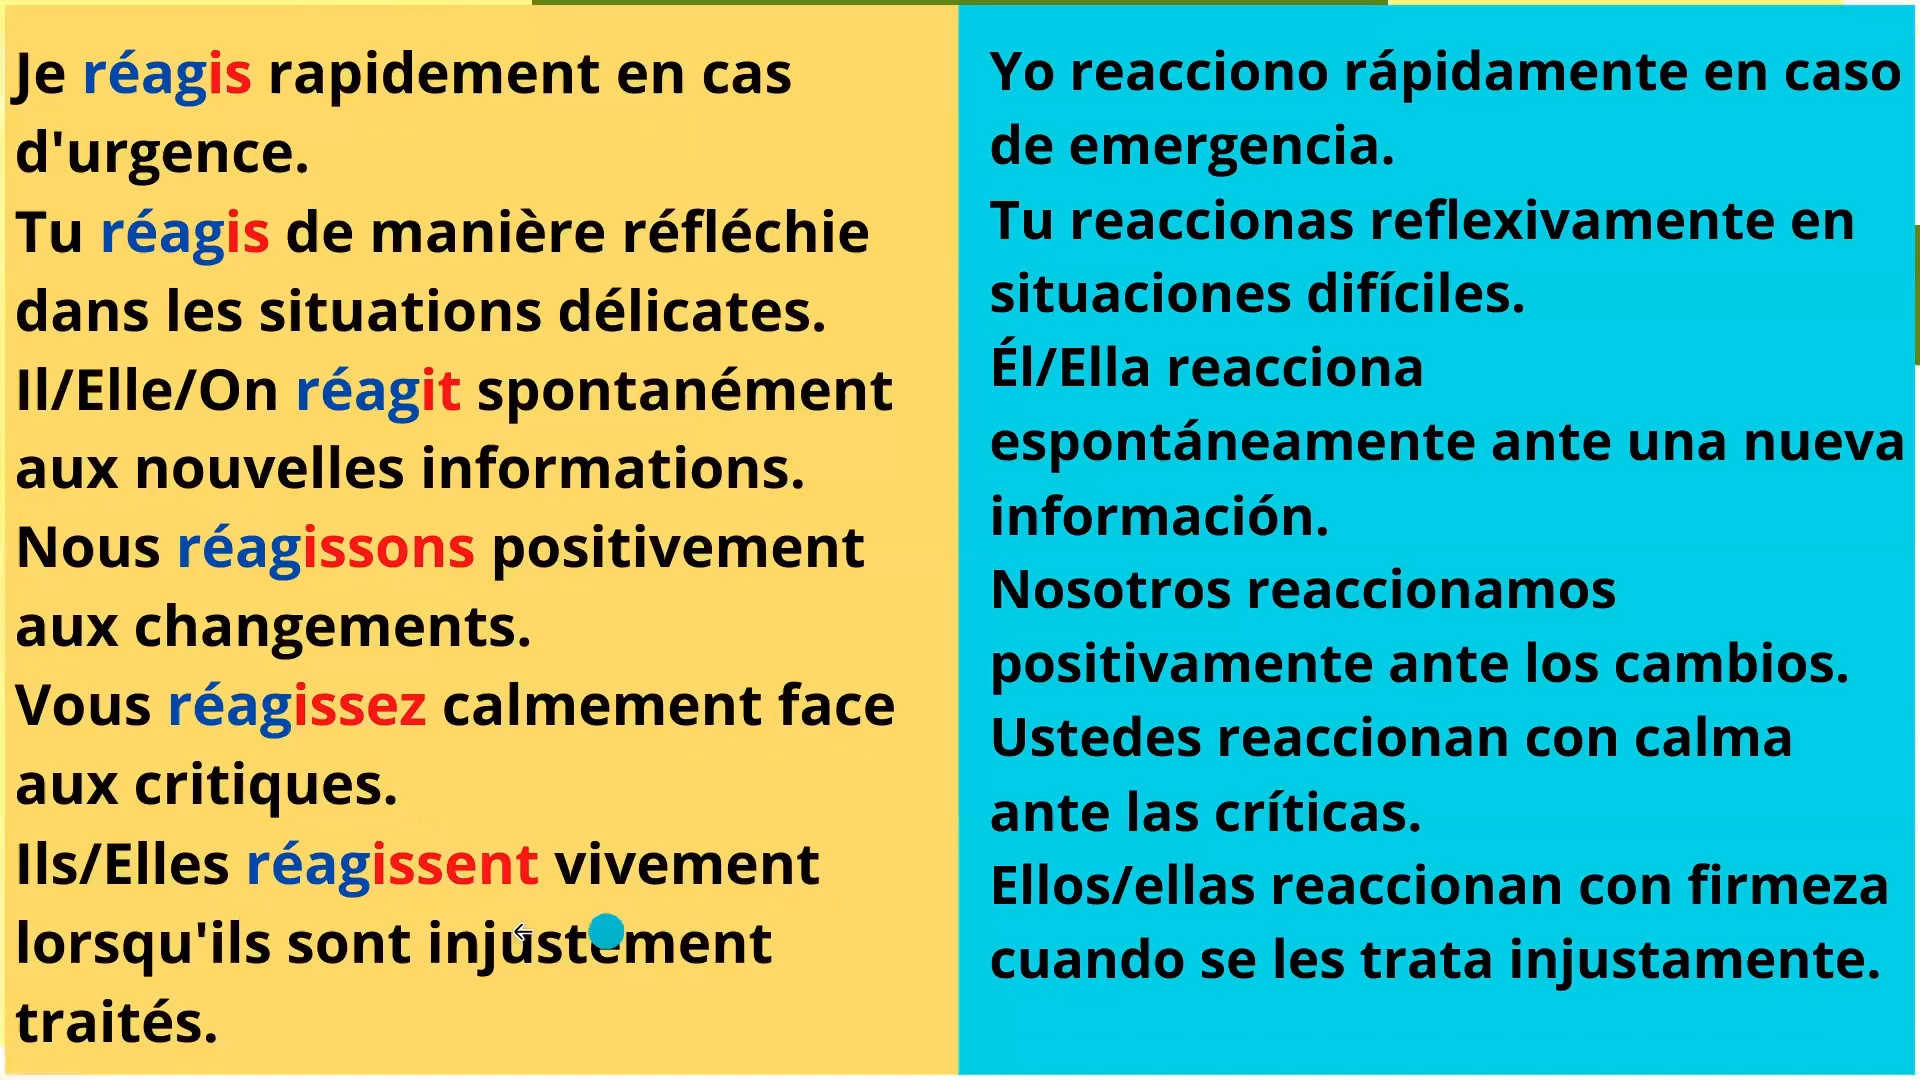 Je réagis rapidement en cas
d'urgence.
Tu réagis de manière réfléchie
dans les situations délicates.
Il/Elle/On réagit spontanément
aux nouvelles informations.
Nous réagissons positivement
aux changements.
Vous réagissez calmement face
aux critiques.
Ils/Elles réagissent vivement
lorsqu'ils sont injustement
traités.
Yo reacciono rápidamente en caso
de emergencia.
Tu reaccionas reflexivamente en
situaciones difíciles.
Él/Ella reacciona
espontáneamente ante una nueva
información.
Nosotros reaccionamos
positivamente ante los cambios.
Ustedes reaccionan con calma
ante las críticas.
Ellos/ellas reaccionan con firmeza
cuando se les trata injustamente.